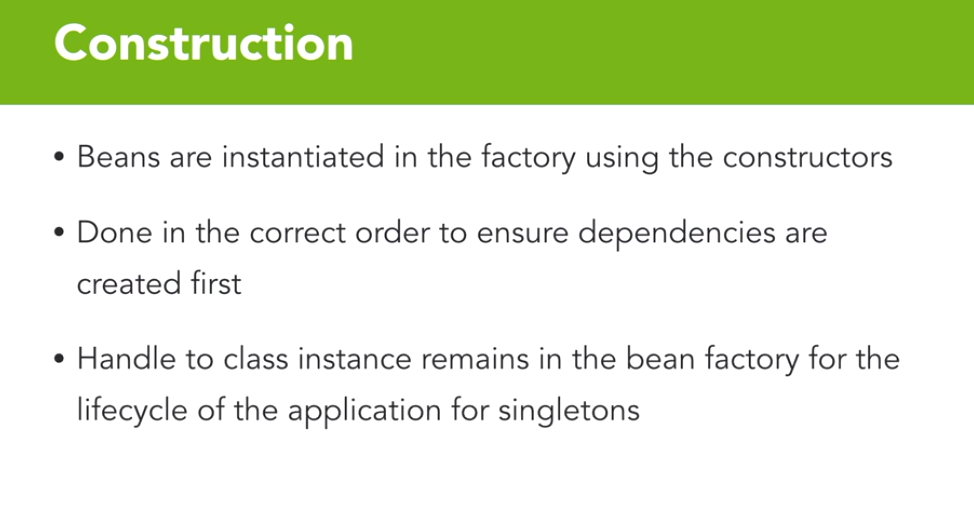 Construction
• Beans are instantiated in the factory using the constructors
• Done in the correct order to ensure dependencies are
created first
• Handle to class instance remains in the bean factory for the
lifecycle of the application for singletons